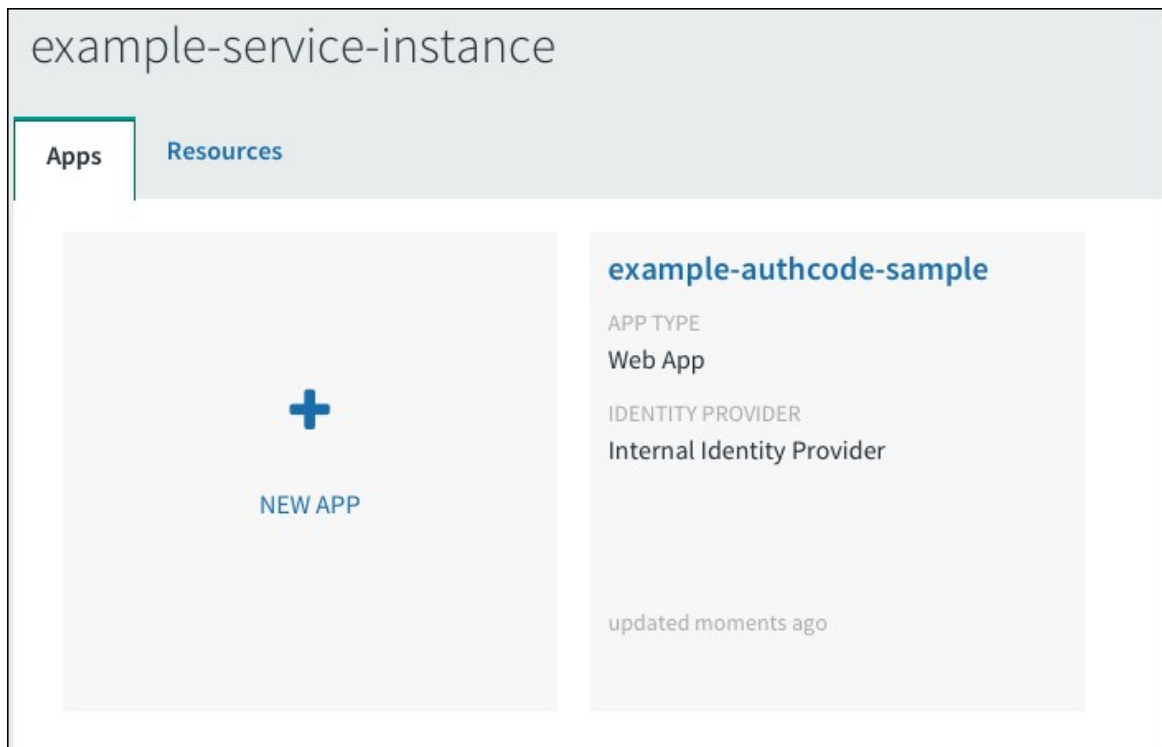 example-service-instance
Apps
Resources
example-authcode-sample
APP TYPE
Web App
IDENTITY PROVIDER
Internal Identity Provider
NEW APP
updated moments ago